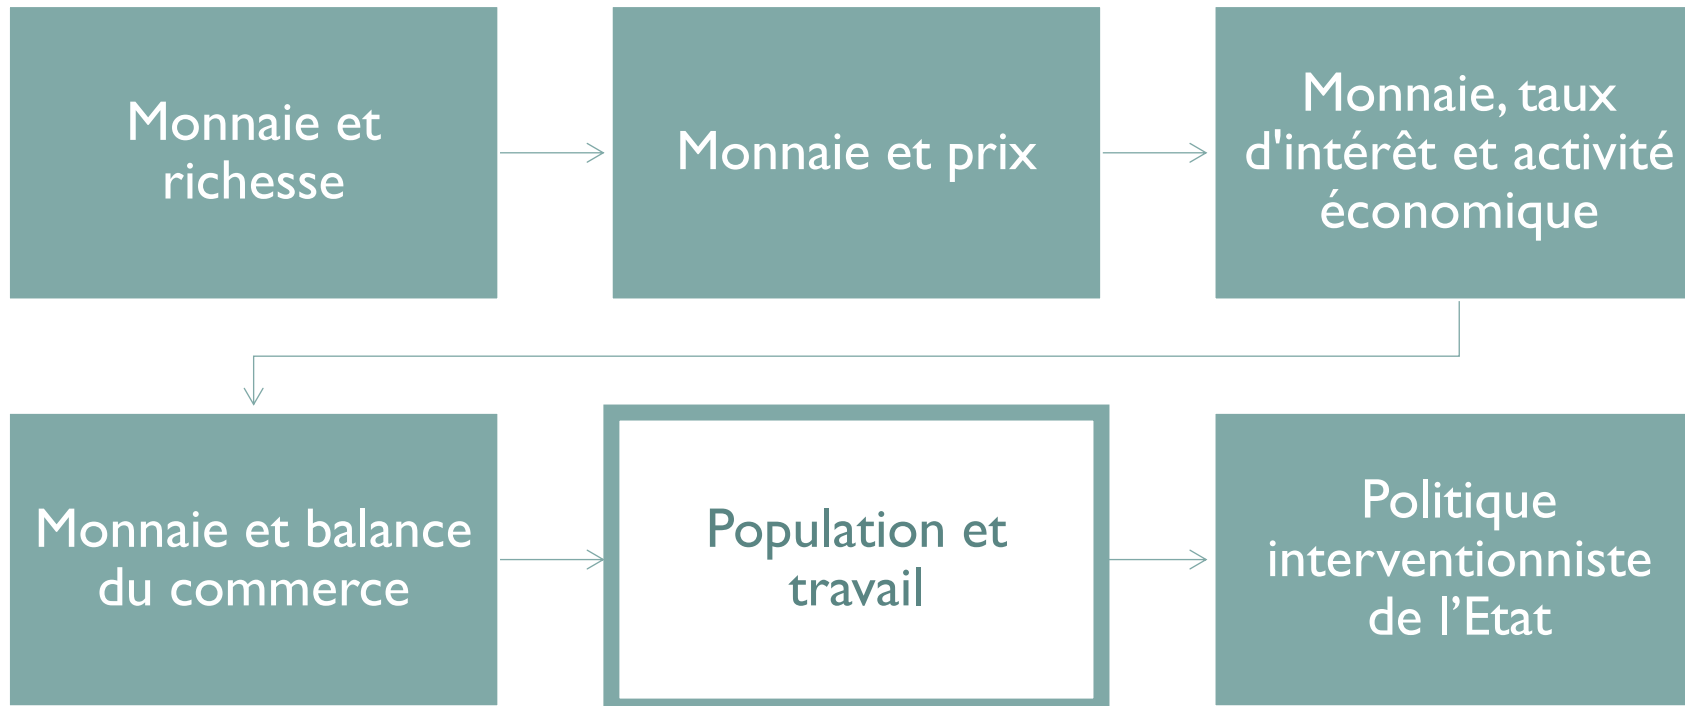 Monnaie et
richesse
Monnaie et prix
Monnaie, taux
d'intérêt et activité
économique
Monnaie et balance
du commerce
Population et
travail
Politique
interventionniste
de l’Etat